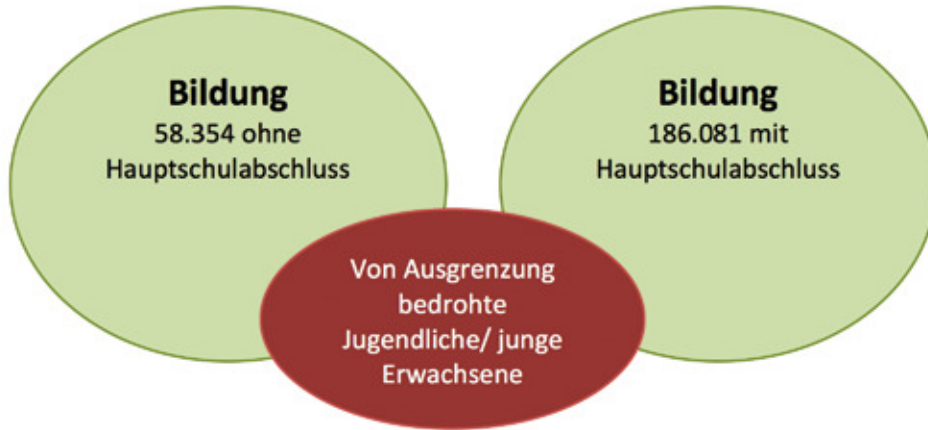 Bildung
58.354 ohne
Hauptschulabschluss
Bildung
186.081 mit
Hauptschulabschluss
Von Ausgrenzung
bedrohte
Jugendliche/ junge
Erwachsene